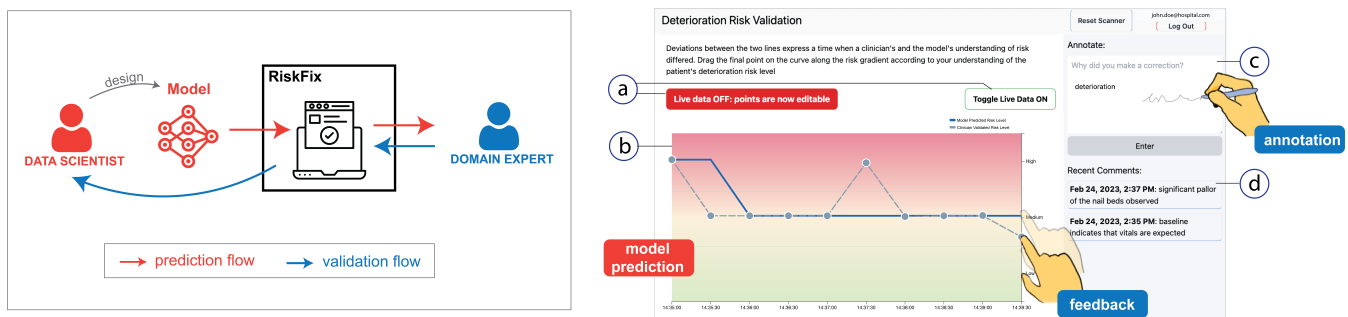 design
Model
RiskFix
DATA SCIENTIST
DOMAIN EXPERT
prediction flow
validation flow
Deterioration Risk Validation
Reset Scanner
john.doe@hospital.com
Log Out
Deviations between the two lines express a time when a clinician's and the model's understanding of risk
differed. Drag the final point on the curve along the risk gradient according to your understanding of the
patient's deterioration risk level
a
Live data OFF: points are now editable
Toggle Live Data ON
Model Predicted Risk Level
Clinician Validated Risk Level
b
High
Medium
Low
model
prediction
14:35:00
14:35:30
14:36:00
14:36:30
14:37:00
14:37:30
14:38:00
14:38:30
14:39:00
14:39:30
feedback
Annotate:
Why did you make a correction?
c
deterioration
annotation
Enter
Recent Comments:
d
Feb 24, 2023, 2:37 PM: significant pallor
of the nail beds observed
Feb 24, 2023, 2:35 PM: baseline
indicates that vitals are expected